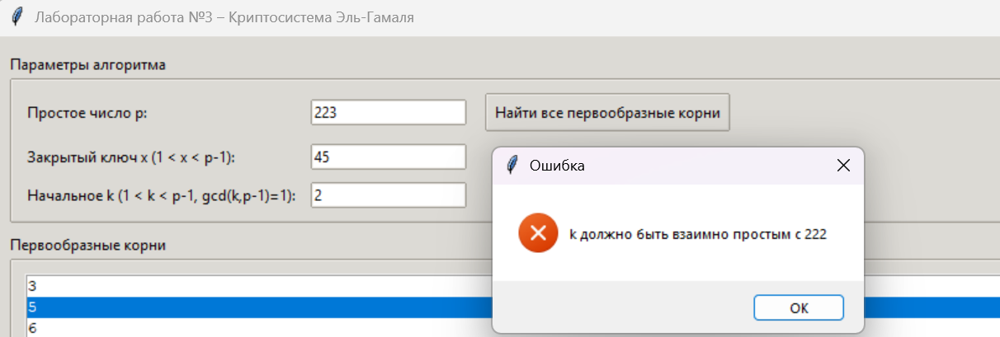 Лабораторная работа №3 – Криптосистема Эль-Гамаля
Параметры алгоритма
Простое число p:
223
Найти все первообразные корни
Закрытый ключ x (1 < x < p-1):
45
Начальное k (1 < k < p-1, gcd(k,p-1)=1):
2
Ошибка
k должно быть взаимно простым с 222
OK
Первообразные корни
3
5
6